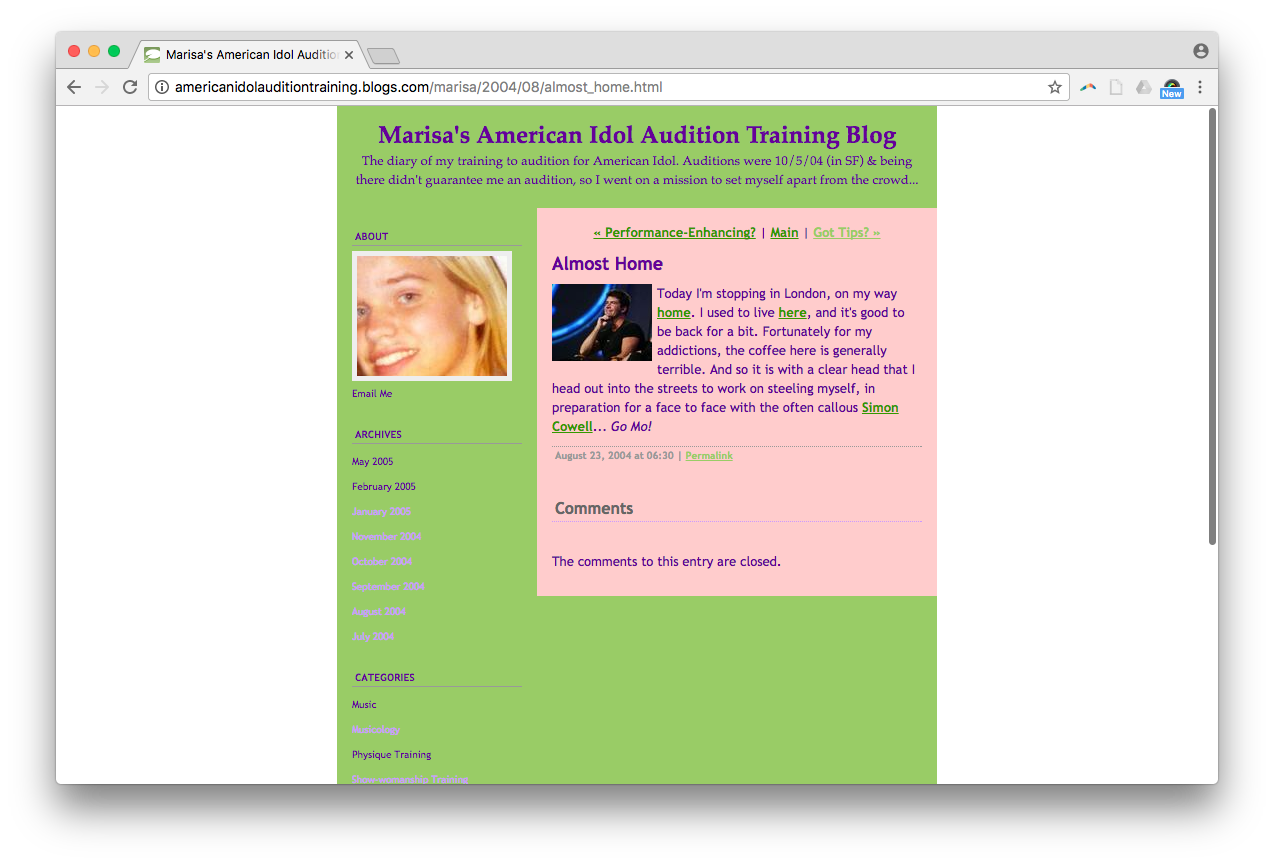 Marisa's American Idol Auditio
americanidolauditiontraining.blogs.com/marisa/2004/08/almost_home.html
New
Marisa's American Idol Audition Training Blog
The diary of my training to audition for American Idol. Auditions were 10/5/04 (in SF) & being
there didn't guarantee me an audition, so I went on a mission to set myself apart from the crowd...
ABOUT
Email Me
ARCHIVES
May 2005
February 2005
January 2005
November 2004
October 2004
September 2004
August 2004
July 2004
CATEGORIES
Music
Physique Training
« Performance-Enhancing? | Main | Got Tips? »
Almost Home
Today I'm stopping in London, on my way
home. I used to live here, and it's good to
be back for a bit. Fortunately for my
addictions, the coffee here is generally
terrible. And so it is with a clear head that I
head out into the streets to work on steeling myself, in
preparation for a face to face with the often callous Simon
Cowell... Go Mo!
August 23, 2004 at 06:30 | Permalink
Comments
The comments to this entry are closed.